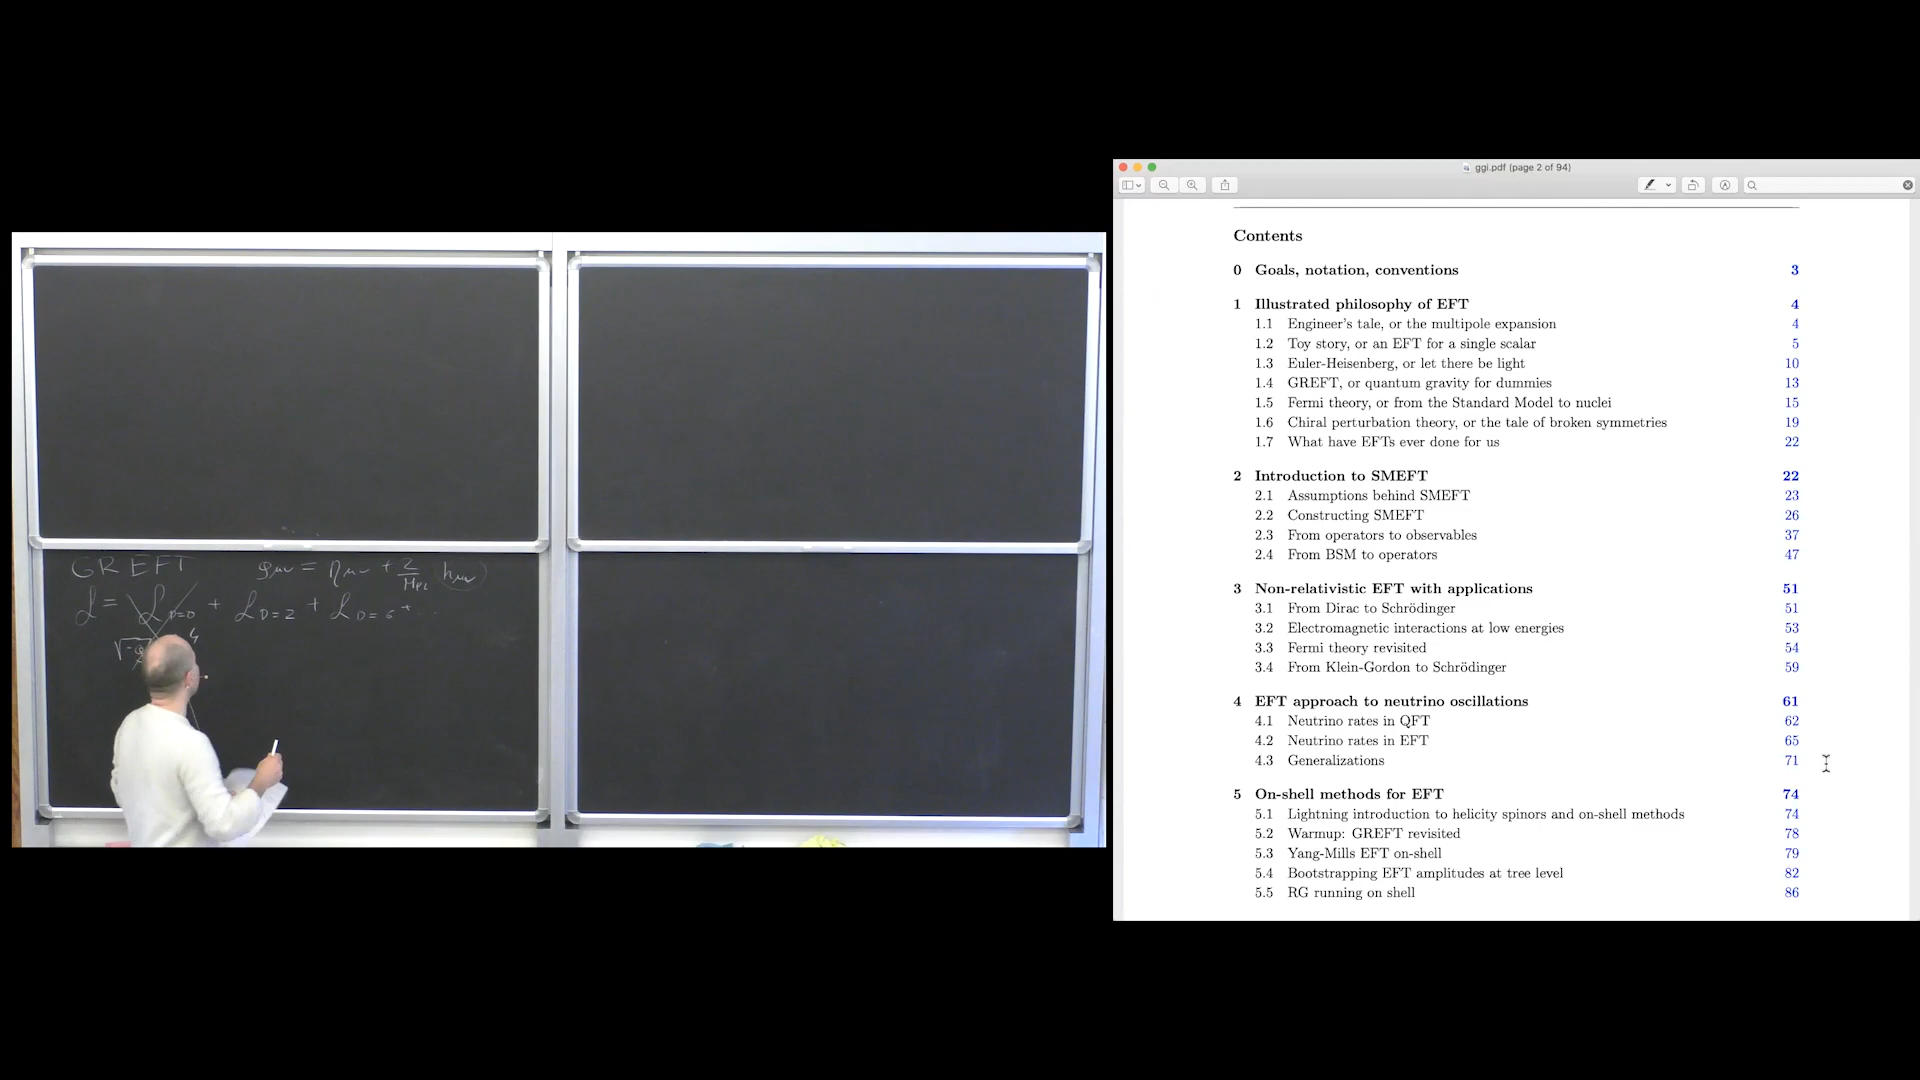 GREFT gμν = ημν + 2/MPL hμν
L = L D=0 + L D=2 + L D=6 + ...
ggi.pdf (page 2 of 94)
Contents
0 Goals, notation, conventions 3
1 Illustrated philosophy of EFT 4
1.1 Engineer's tale, or the multipole expansion 4
1.2 Toy story, or an EFT for a single scalar 5
1.3 Euler-Heisenberg, or let there be light 10
1.4 GREFT, or quantum gravity for dummies 13
1.5 Fermi theory, or from the Standard Model to nuclei 15
1.6 Chiral perturbation theory, or the tale of broken symmetries 19
1.7 What have EFTs ever done for us 22
2 Introduction to SMEFT 22
2.1 Assumptions behind SMEFT 23
2.2 Constructing SMEFT 26
2.3 From operators to observables 37
2.4 From BSM to operators 47
3 Non-relativistic EFT with applications 51
3.1 From Dirac to Schrödinger 51
3.2 Electromagnetic interactions at low energies 53
3.3 Fermi theory revisited 54
3.4 From Klein-Gordon to Schrödinger 59
4 EFT approach to neutrino oscillations 61
4.1 Neutrino rates in QFT 62
4.2 Neutrino rates in EFT 65
4.3 Generalizations 71
5 On-shell methods for EFT 74
5.1 Lightning introduction to helicity spinors and on-shell methods 74
5.2 Warmup: GREFT revisited 78
5.3 Yang-Mills EFT on-shell 79
5.4 Bootstrapping EFT amplitudes at tree level 82
5.5 RG running on shell 86